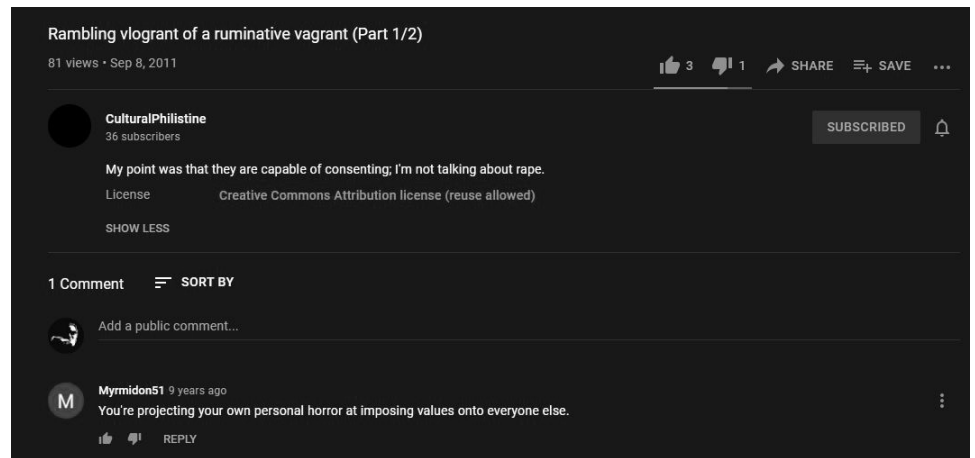 Rambling vlogrant of a ruminative vagrant (Part 1/2)
81 views • Sep 8, 2011
3 1 SHARE SAVE
CulturalPhilistine
36 subscribers
SUBSCRIBED
My point was that they are capable of consenting; I'm not talking about rape.
License Creative Commons Attribution license (reuse allowed)
SHOW LESS
1 Comment SORT BY
Add a public comment...
M
Myrmidon51 9 years ago
You're projecting your own personal horror at imposing values onto everyone else.
REPLY